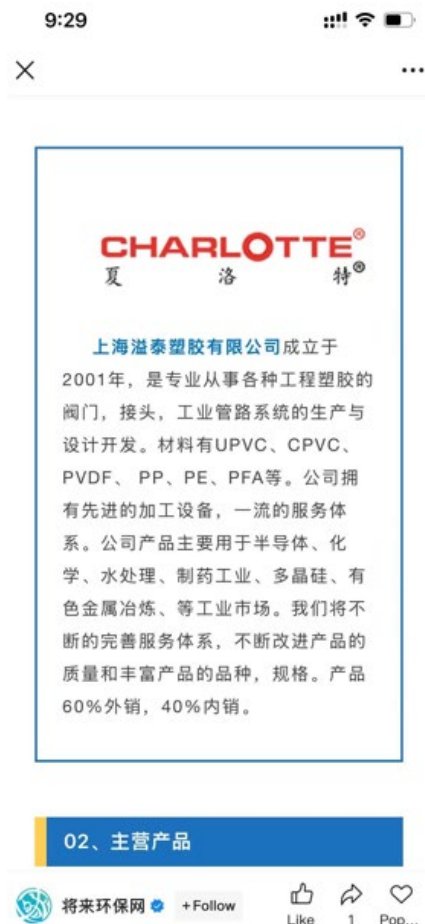 9:29
CHARLOTTE®
夏洛特®
上海溢泰塑胶有限公司成立于
2001年，是专业从事各种工程塑胶的
阀门，接头，工业管路系统的生产与
设计开发。材料有UPVC、CPVC、
PVDF、 PP、PE、PFA等。公司拥
有先进的加工设备，一流的服务体
系。公司产品主要用于半导体、化
学、水处理、制药工业、多晶硅、有
色金属冶炼、等工业市场。我们将不
断的完善服务体系，不断改进产品的
质量和丰富产品的品种，规格。产品
60%外销，40%内销。
02、主营产品
将来环保网 +Follow
Like 1 Pop...